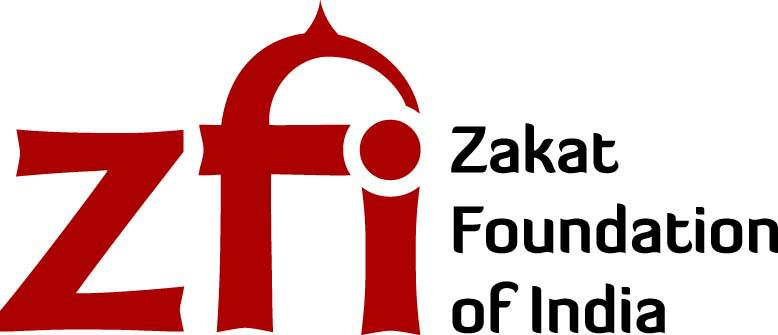 zfi
Zakat
Foundation
of India